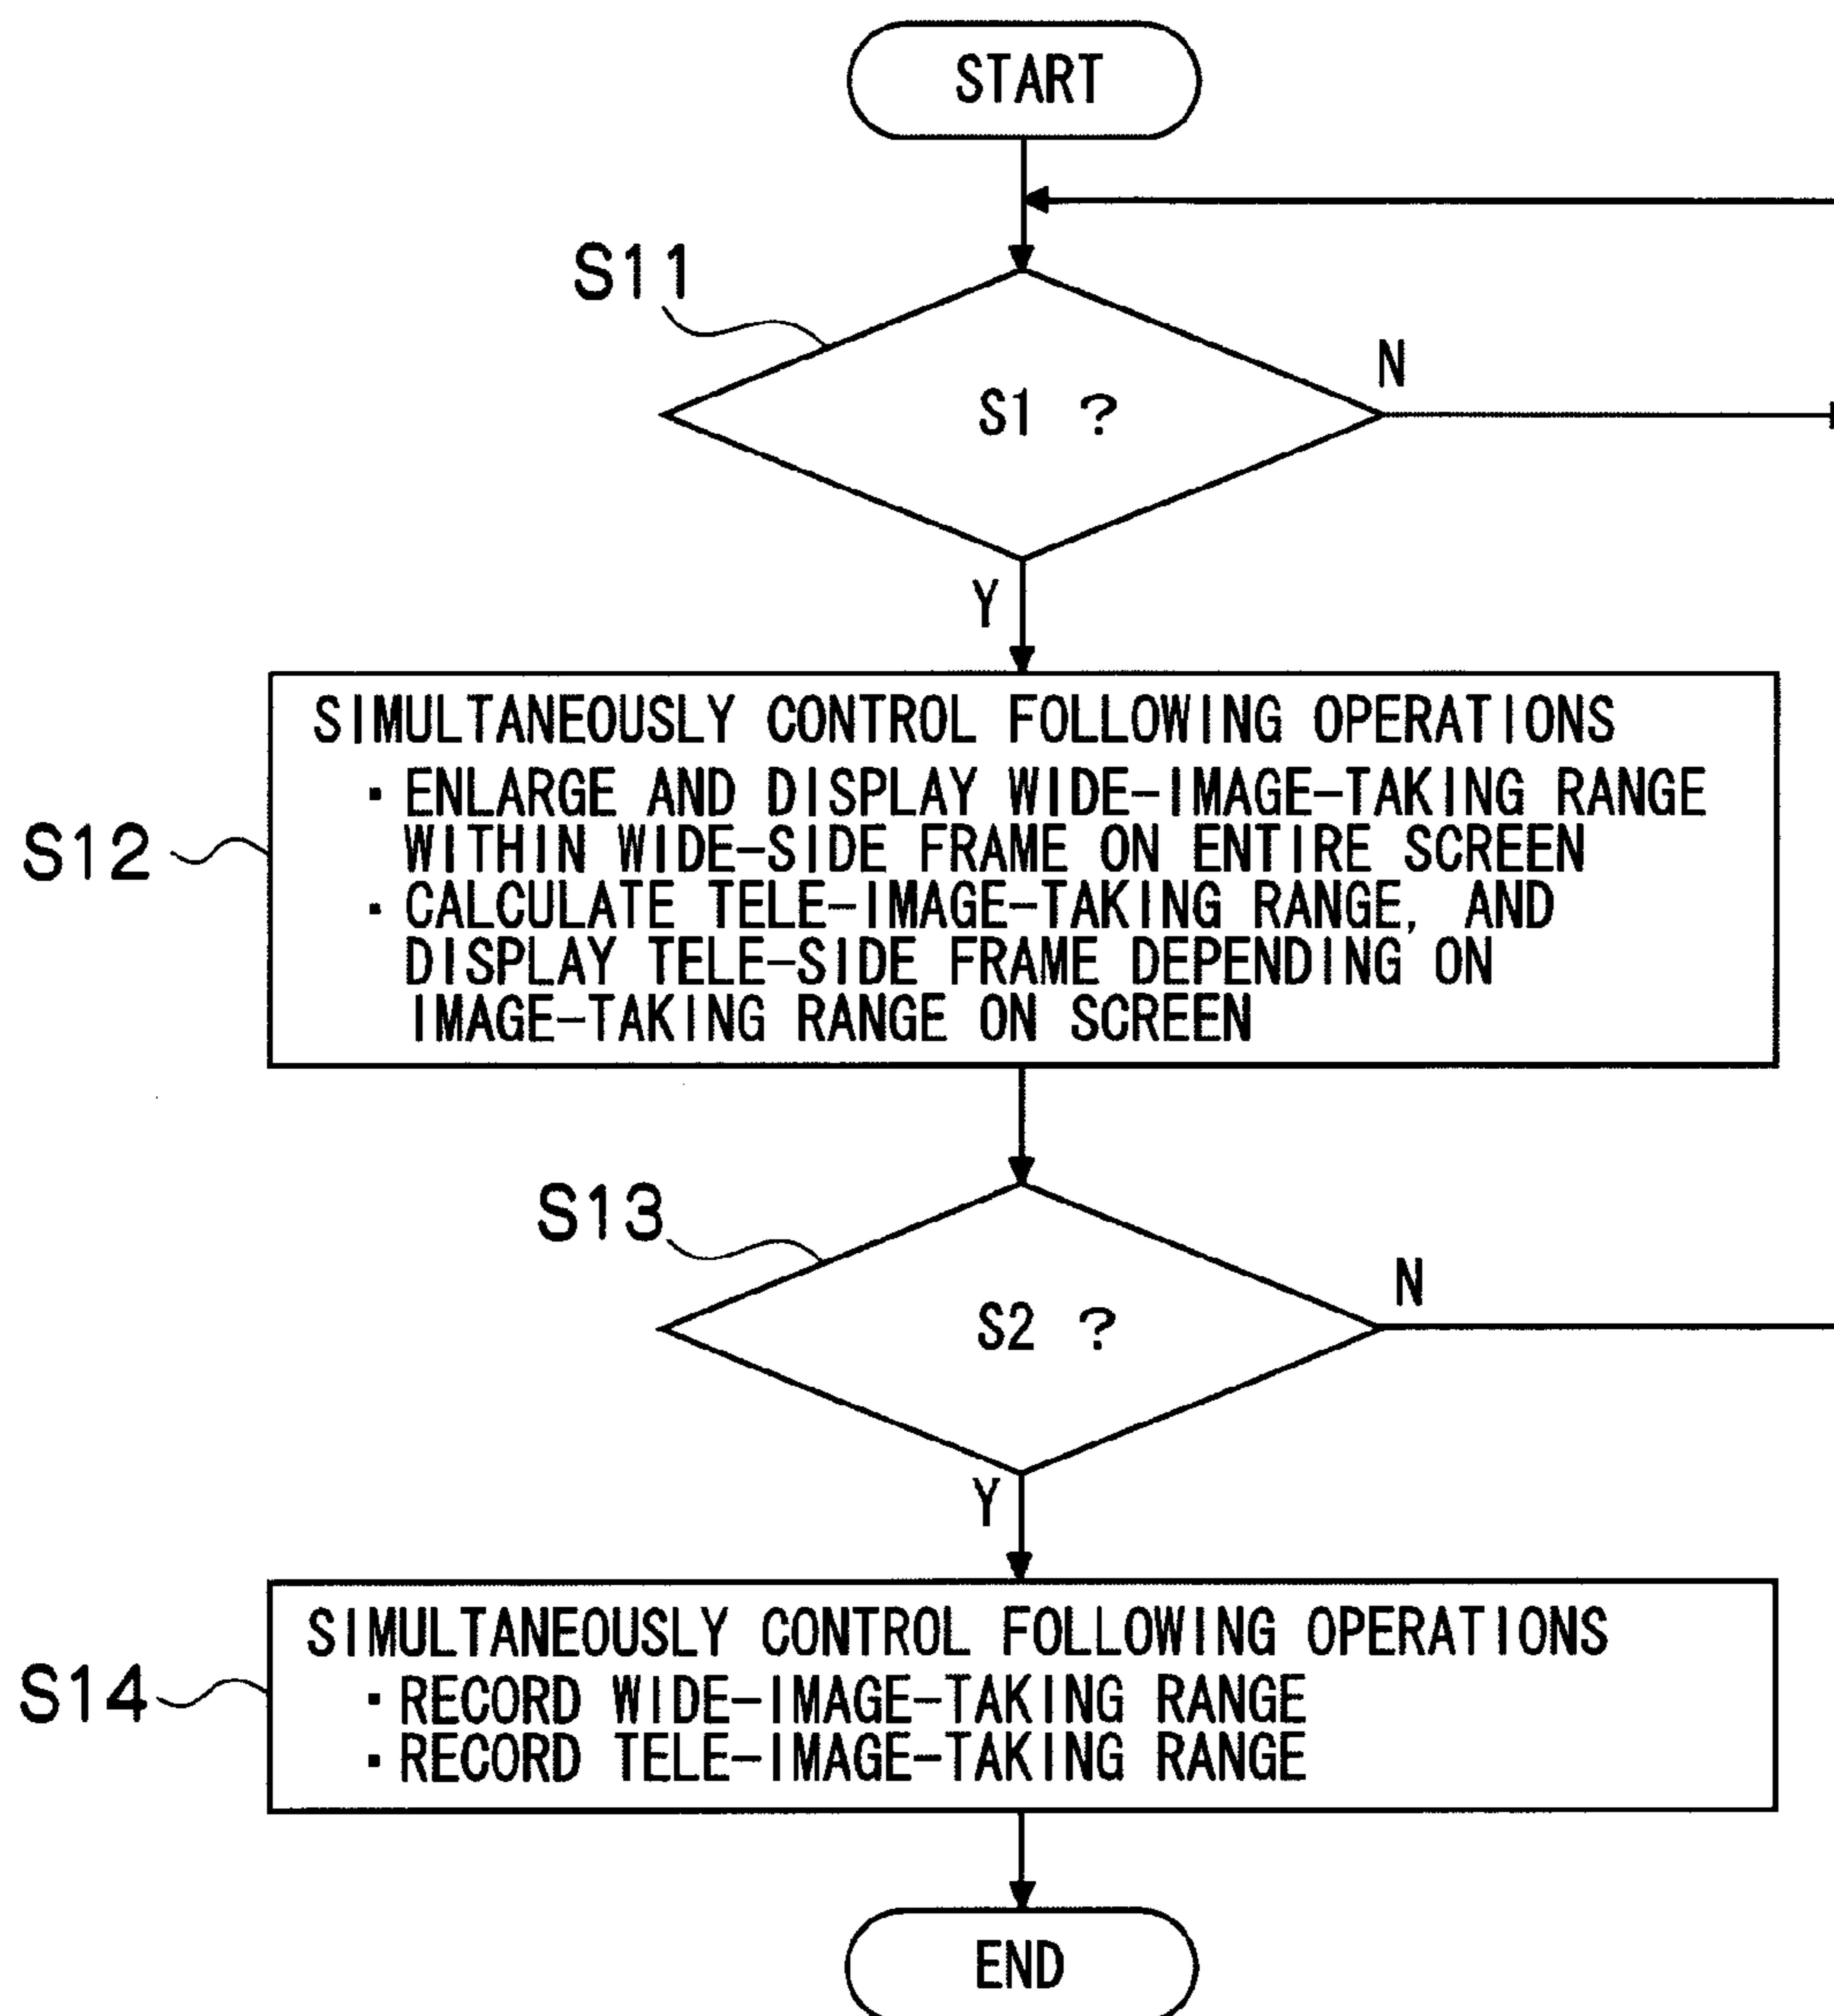 START
S11
S1 ?
N
Y
S12
SIMULTANEOUSLY CONTROL FOLLOWING OPERATIONS
・ENLARGE AND DISPLAY WIDE-IMAGE-TAKING RANGE
WITHIN WIDE-SIDE FRAME ON ENTIRE SCREEN
・CALCULATE TELE-IMAGE-TAKING RANGE, AND
DISPLAY TELE-SIDE FRAME DEPENDING ON
IMAGE-TAKING RANGE ON SCREEN
S13
S2 ?
N
Y
S14
SIMULTANEOUSLY CONTROL FOLLOWING OPERATIONS
・RECORD WIDE-IMAGE-TAKING RANGE
・RECORD TELE-IMAGE-TAKING RANGE
END